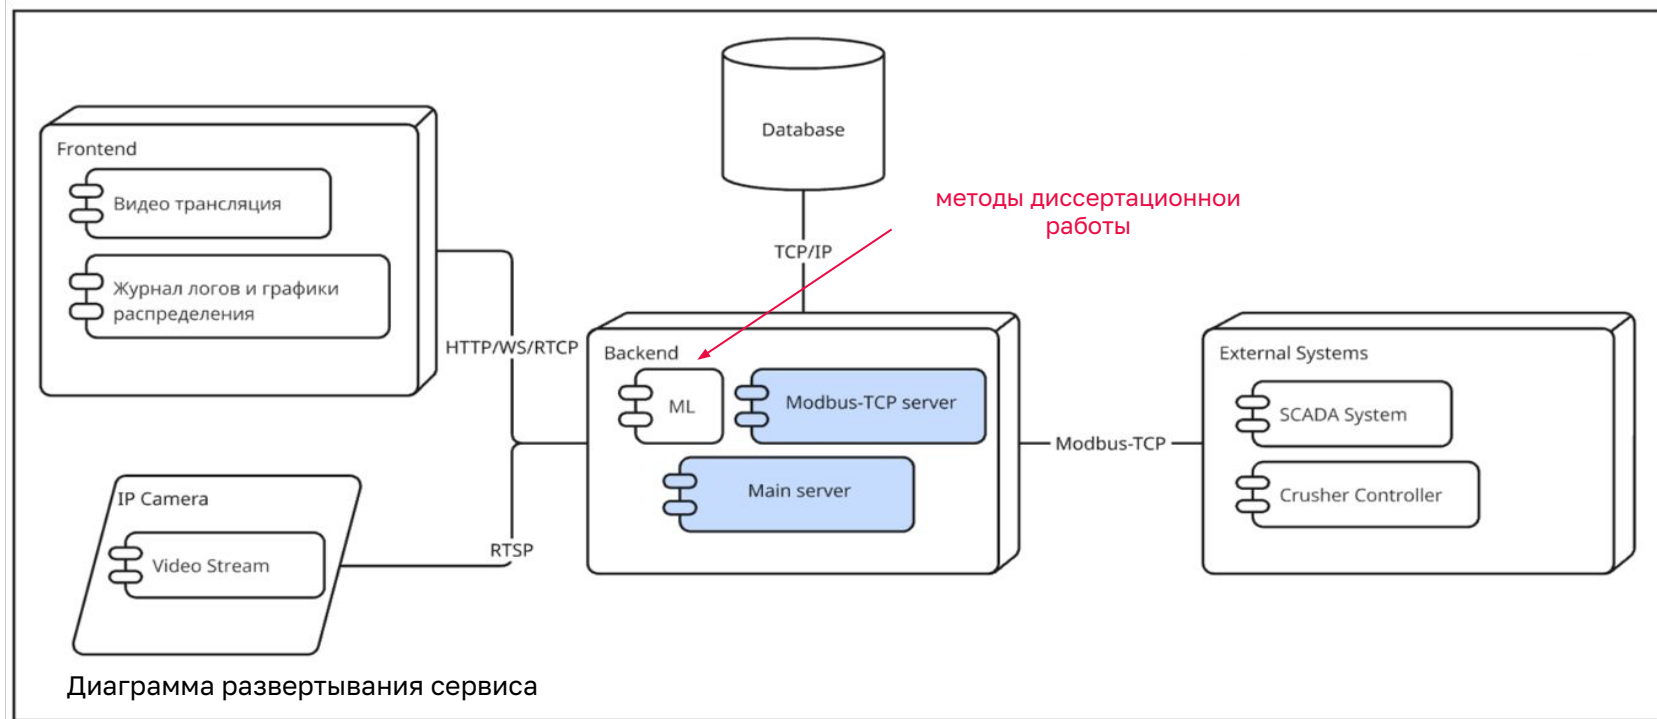 Database
Frontend
Видео трансляция
Журнал логов и графики
распределения
методы диссертационнои
работы
TCP/IP
HTTP/WS/RTCP
Backend
ML
Modbus-TCP server
Main server
Modbus-TCP
External Systems
SCADA System
Crusher Controller
IP Camera
Video Stream
RTSP
Диаграмма развертывания сервиса